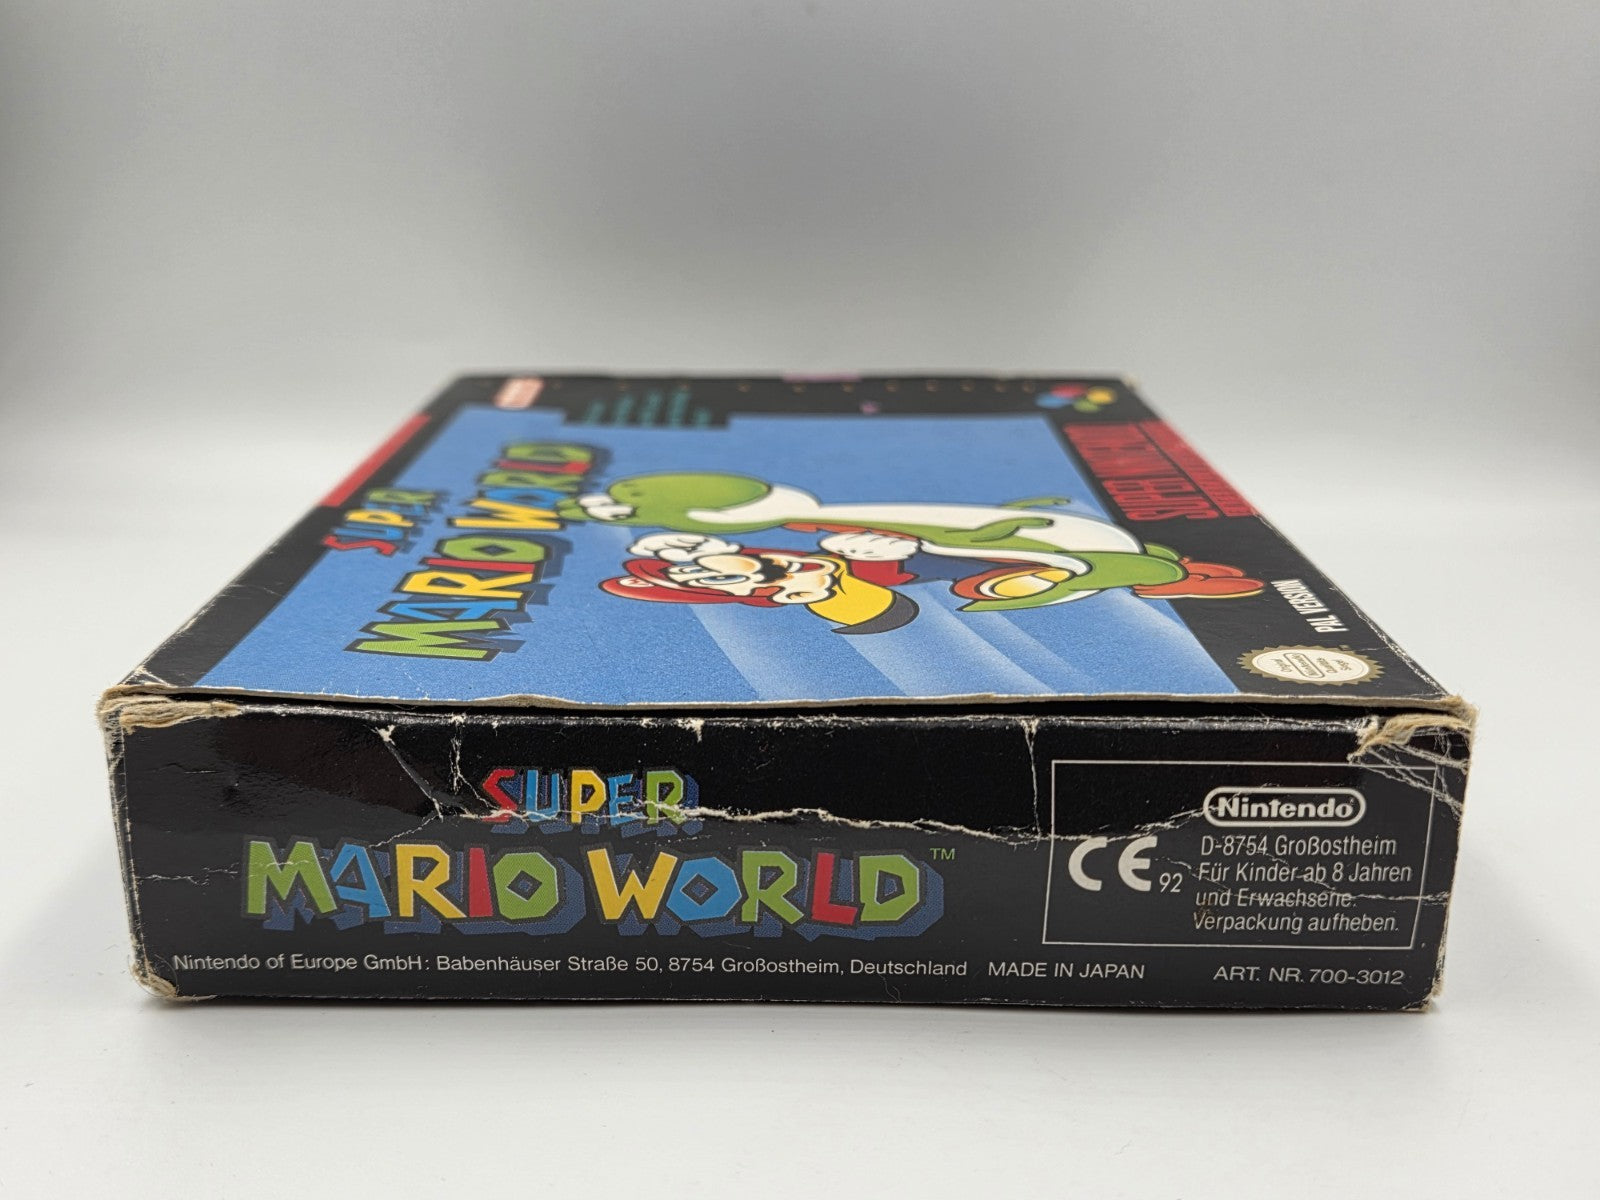 SUPER
MARIO WORLD
SUPER NINTENDO
PAL VERSION
SUPER
MARIO WORLD™
Nintendo
CE 92
D-8754 Großostheim
Für Kinder ab 8 Jahren
und Erwachsene.
Verpackung aufheben.
Nintendo of Europe GmbH: Babenhäuser Straße 50, 8754 Großostheim, Deutschland MADE IN JAPAN
ART. NR. 700-3012